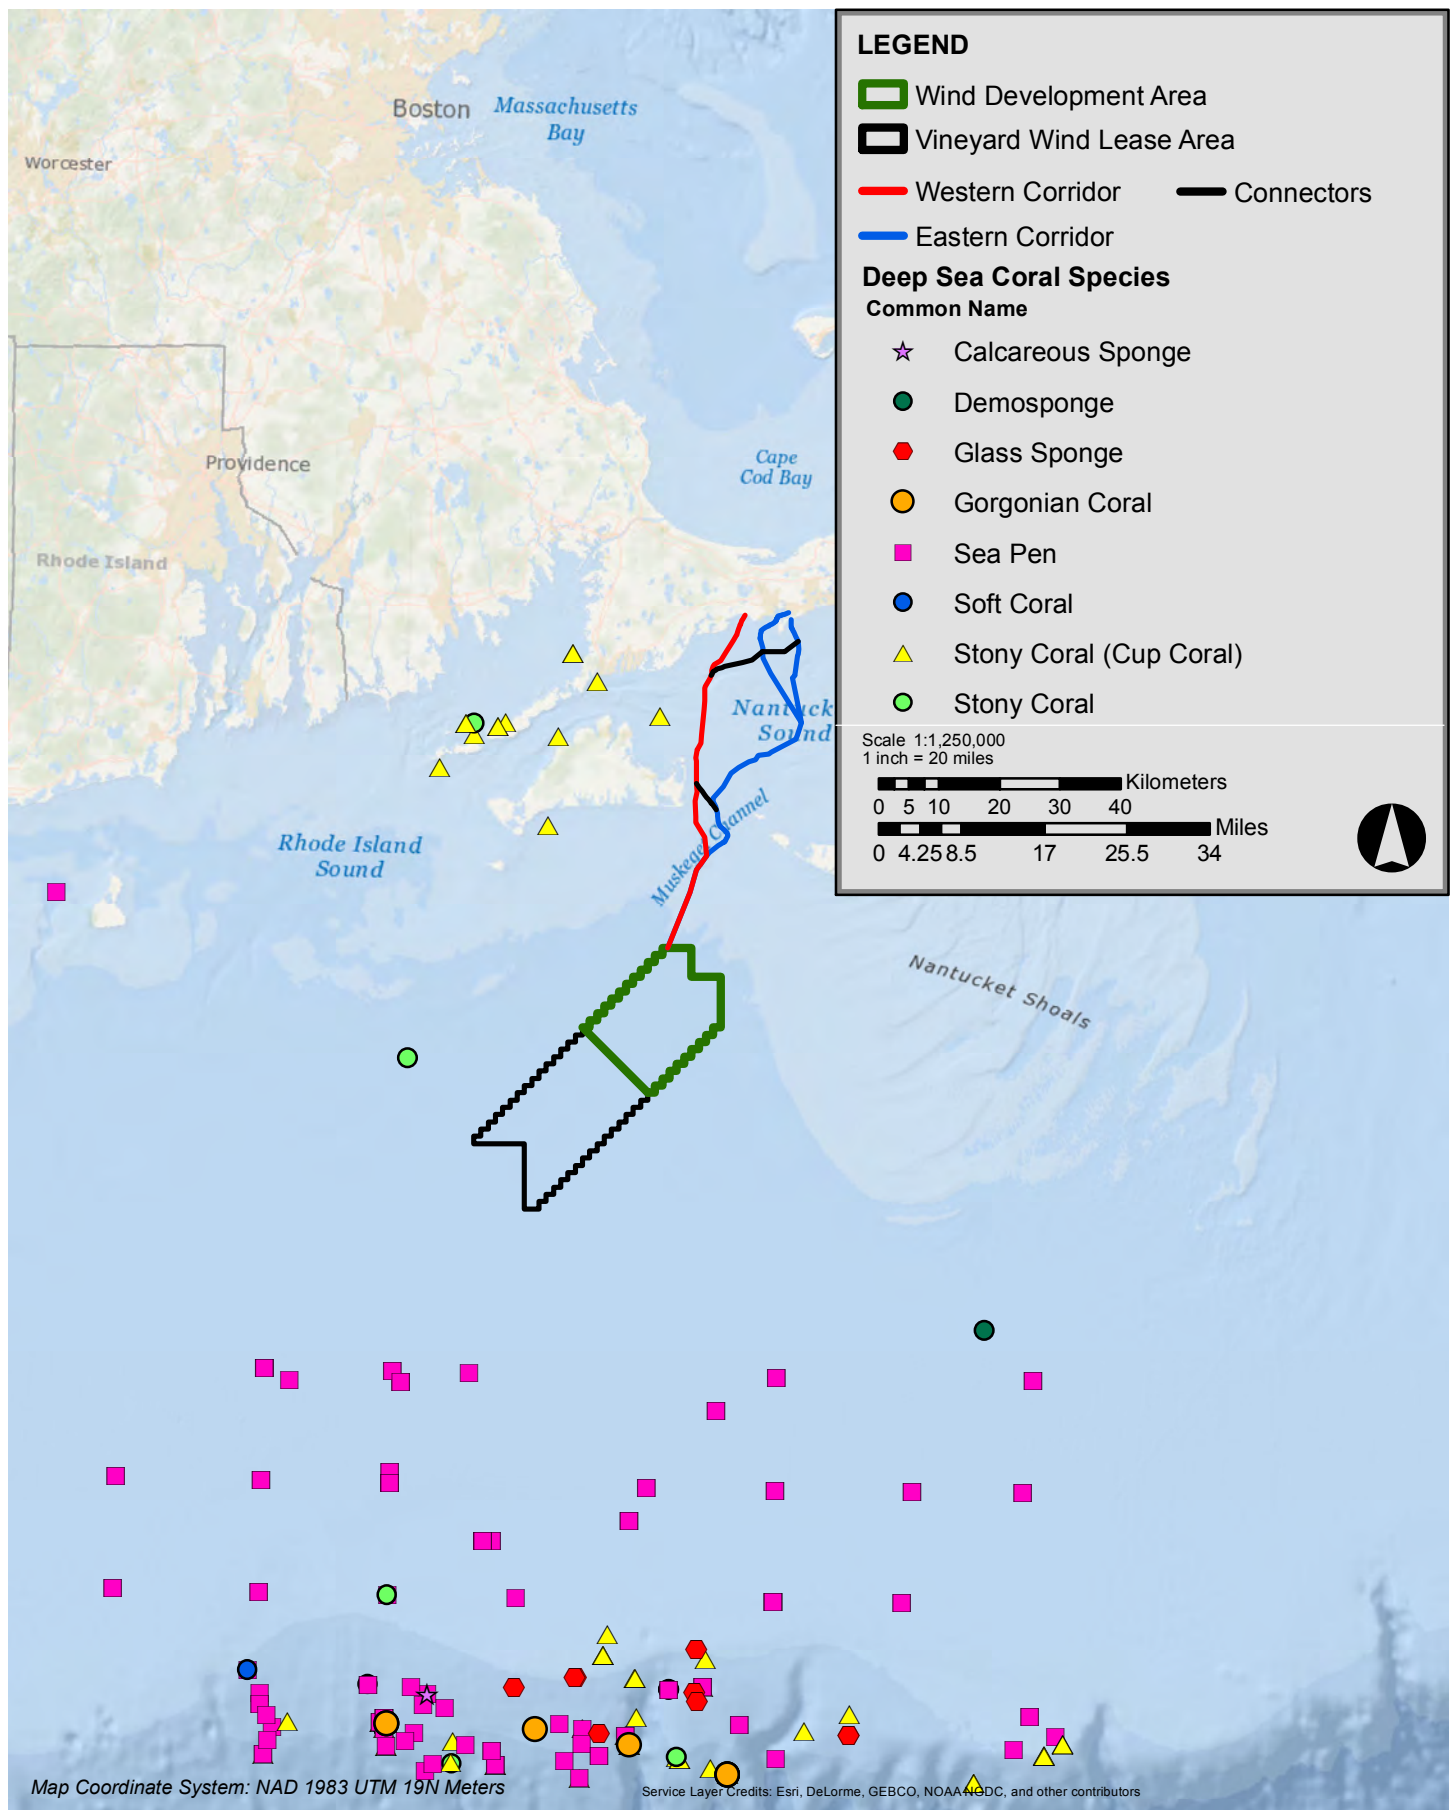 LEGEND
Wind Development Area
Vineyard Wind Lease Area
Western Corridor
Connectors
Eastern Corridor
Deep Sea Coral Species
Common Name
Calcareous Sponge
Demosponge
Glass Sponge
Gorgonian Coral
Sea Pen
Soft Coral
Stony Coral (Cup Coral)
Stony Coral
Scale 1:1,250,000
1 inch = 20 miles
Kilometers
0 5 10 20 30 40
Miles
0 4.25 8.5 17 25.5 34
Boston
Massachusetts
Bay
Worcester
Cape
Cod Bay
Providence
Rhode Island
Nantuck
Sound
Rhode Island
Sound
Muskeget Channel
Nantucket Shoals
Map Coordinate System: NAD 1983 UTM 19N Meters
Service Layer Credits: Esri, DeLorme, GEBCO, NOAA NGDC, and other contributors